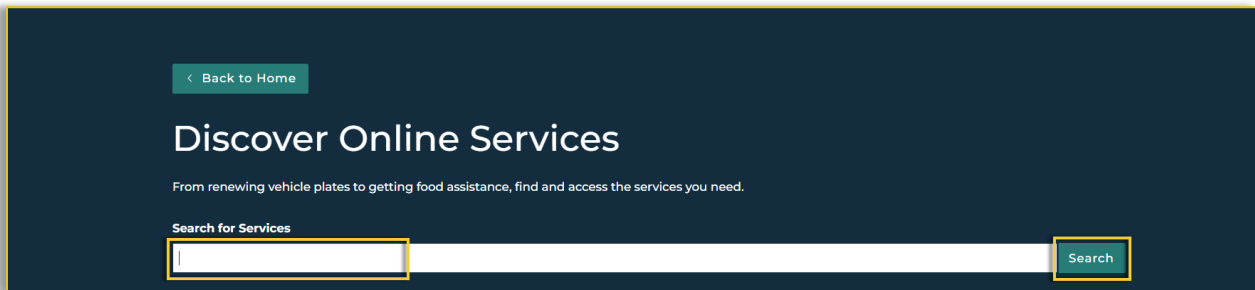 < Back to Home
Discover Online Services
From renewing vehicle plates to getting food assistance, find and access the services you need.
Search for Services
Search